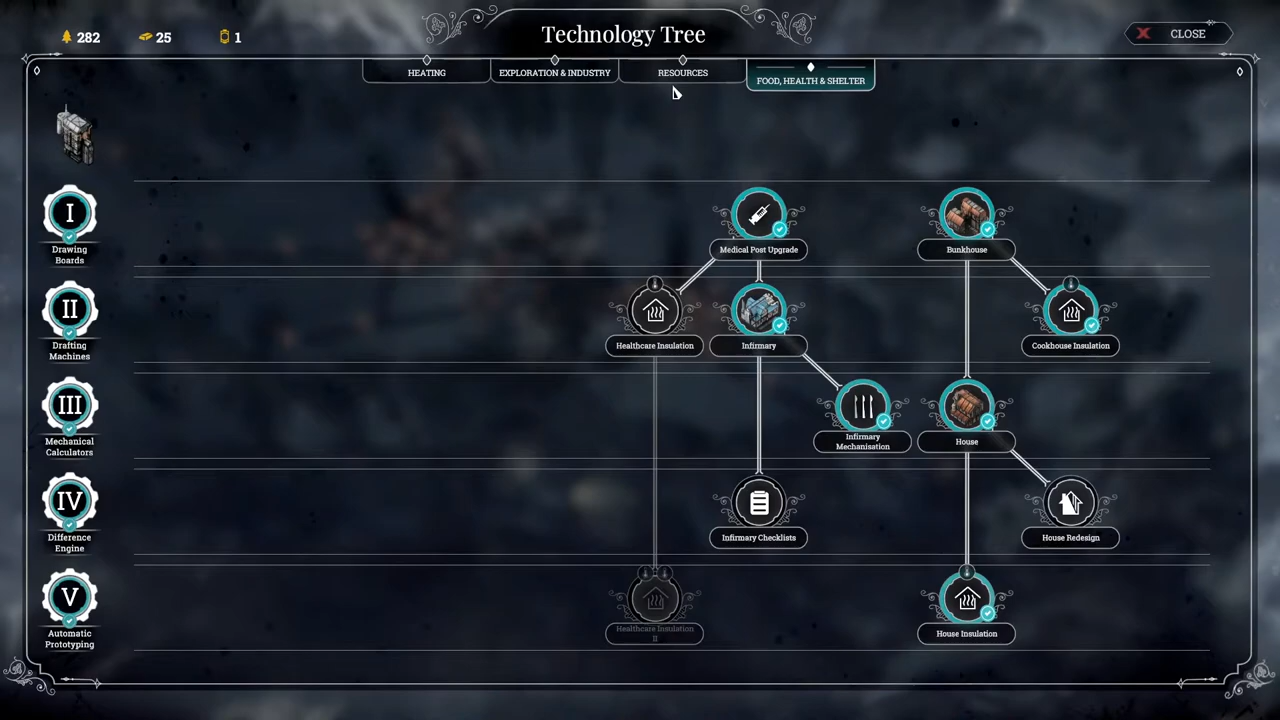 282
25
1
Technology Tree
CLOSE
HEATING
EXPLORATION & INDUSTRY
RESOURCES
FOOD, HEALTH & SHELTER
I
Drawing
Boards
Medical Post Upgrade
Bunkhouse
II
Drafting
Machines
Healthcare Insulation
Infirmary
Cookhouse Insulation
III
Mechanical
Calculators
Infirmary
Mechanisation
House
IV
Difference
Engine
Infirmary Checklists
House Redesign
V
Automatic
Prototyping
Healthcare Insulation
II
House Insulation